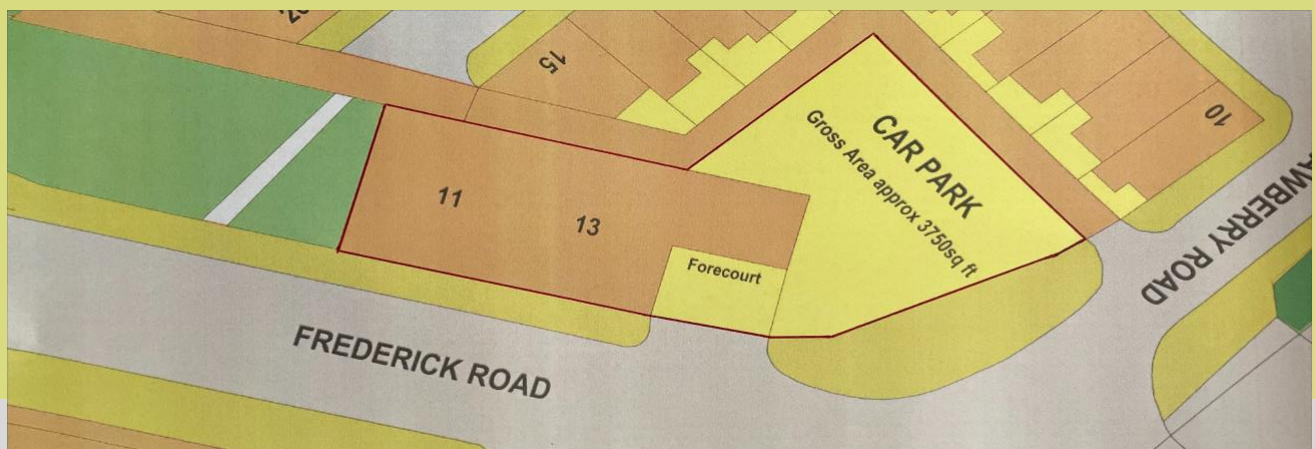 15
CAR PARK
Gross Area approx 3750sq ft
10
11
13
Forecourt
FREDERICK ROAD
AWBERRY ROAD